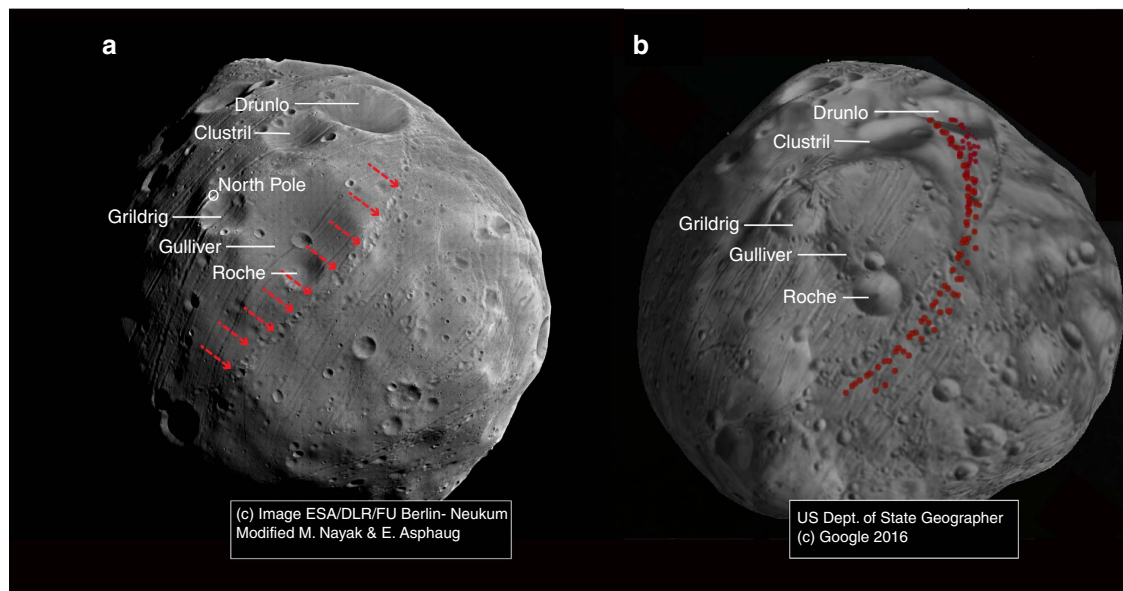 a
Drunlo
Clustril
North Pole
Grildrig
Gulliver
Roche
(c) Image ESA/DLR/FU Berlin- Neukum
Modified M. Nayak & E. Asphaug
b
Drunlo
Clustril
Grildrig
Gulliver
Roche
US Dept. of State Geographer
(c) Google 2016